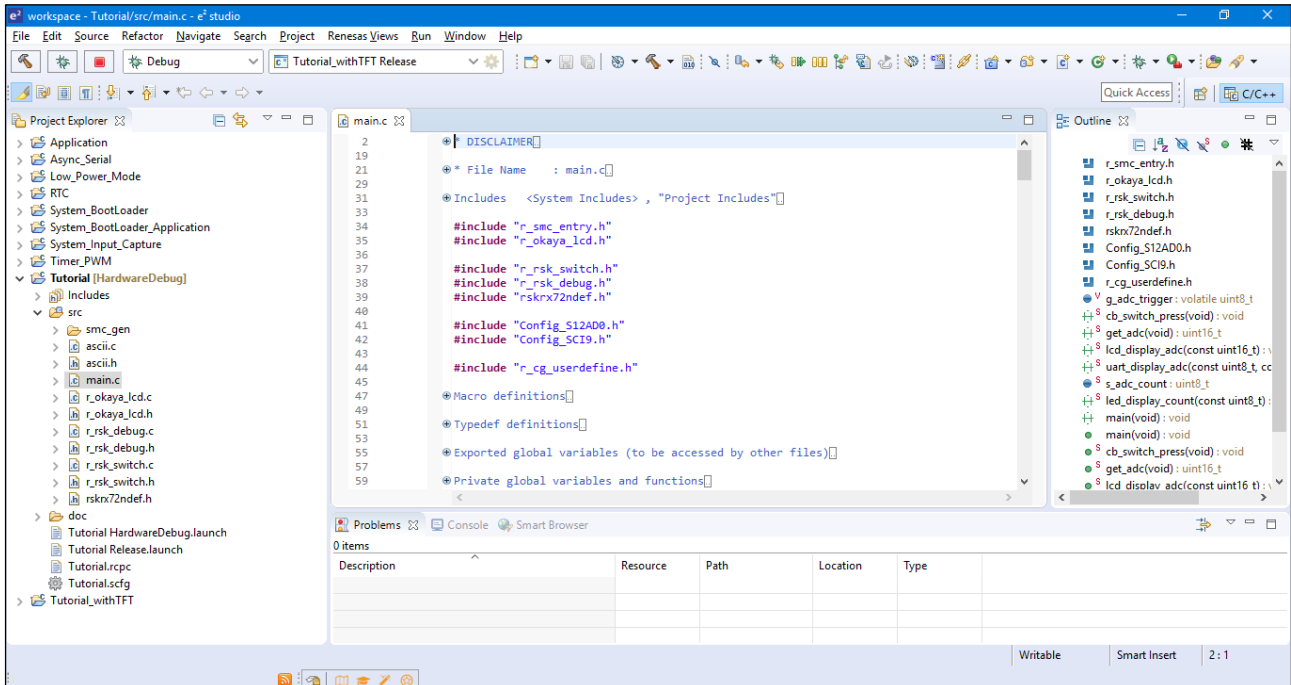 e² workspace - Tutorial/src/main.c - e² studio
File Edit Source Refactor Navigate Search Project Renesas Views Run Window Help
Debug Tutorial_withTFT Release
Quick Access C/C++
Project Explorer
Application
Async_Serial
Low_Power_Mode
RTC
System_BootLoader
System_BootLoader_Application
System_Input_Capture
Timer_PWM
Tutorial [HardwareDebug]
Includes
src
smc_gen
ascii.c
ascii.h
main.c
r_okaya_lcd.c
r_okaya_lcd.h
r_rsk_debug.c
r_rsk_debug.h
r_rsk_switch.c
r_rsk_switch.h
rskrx72ndef.h
doc
Tutorial HardwareDebug.launch
Tutorial Release.launch
Tutorial.rcpc
Tutorial.scfg
Tutorial_withTFT
main.c
2 * DISCLAIMER
19
21 * File Name : main.c
29
31 Includes <System Includes> , "Project Includes"
33
34 #include "r_smc_entry.h"
35 #include "r_okaya_lcd.h"
36
37 #include "r_rsk_switch.h"
38 #include "r_rsk_debug.h"
39 #include "rskrx72ndef.h"
40
41 #include "Config_S12AD0.h"
42 #include "Config_SCI9.h"
43
44 #include "r_cg_userdefine.h"
45
47 Macro definitions
49
51 Typedef definitions
53
55 Exported global variables (to be accessed by other files)
57
59 Private global variables and functions
Outline
r_smc_entry.h
r_okaya_lcd.h
r_rsk_switch.h
r_rsk_debug.h
rskrx72ndef.h
Config_S12AD0.h
Config_SCI9.h
r_cg_userdefine.h
g_adc_trigger : volatile uint8_t
cb_switch_press(void) : void
get_adc(void) : uint16_t
lcd_display_adc(const uint16_t) :
uart_display_adc(const uint8_t, cc
s_adc_count : uint8_t
led_display_count(const uint8_t) :
main(void) : void
main(void) : void
cb_switch_press(void) : void
get_adc(void) : uint16_t
lcd_display_adc(const uint16_t) :
Problems Console Smart Browser
0 items
Description Resource Path Location Type
Writable Smart Insert 2 : 1